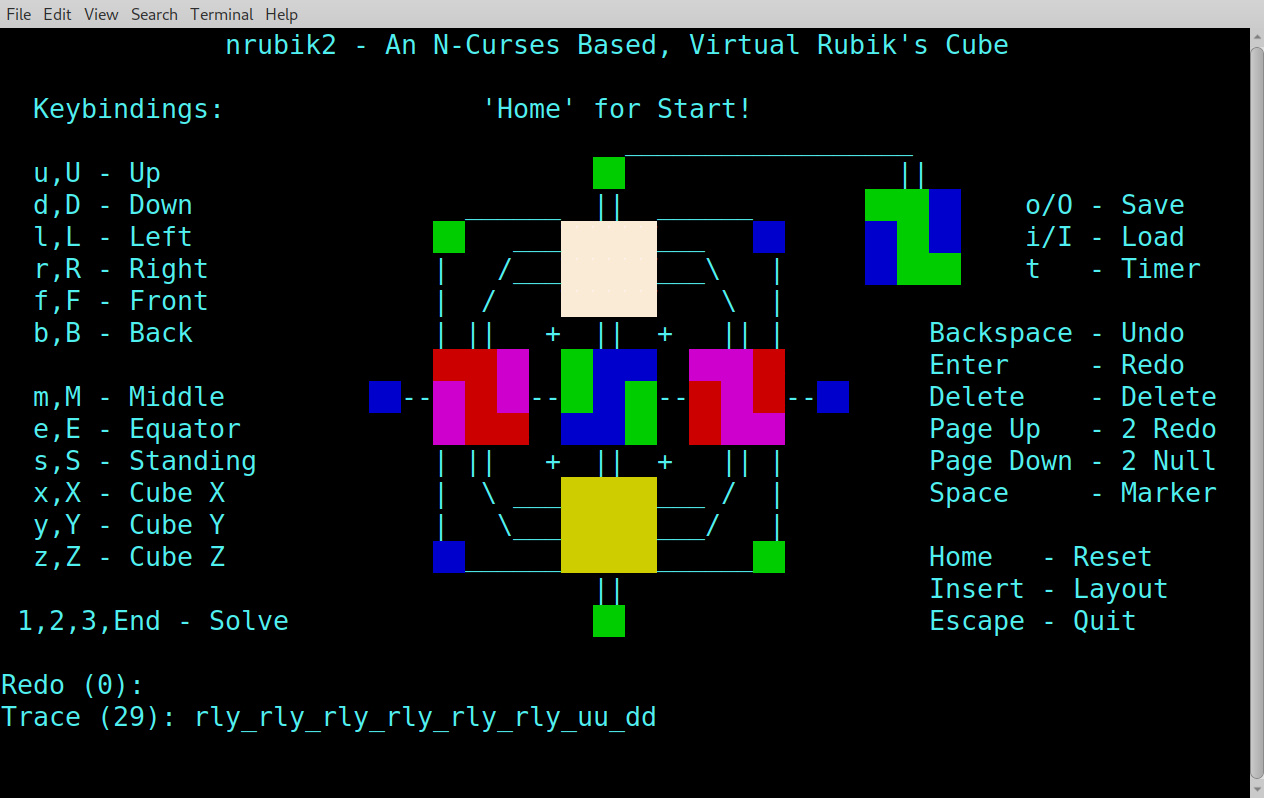 File Edit View Search Terminal Help
nrubik2 - An N-Curses Based, Virtual Rubik's Cube
Keybindings: 'Home' for Start!
u,U - Up
d,D - Down o/O - Save
l,L - Left i/I - Load
r,R - Right t - Timer
f,F - Front
b,B - Back Backspace - Undo
Enter - Redo
m,M - Middle Delete - Delete
e,E - Equator Page Up - 2 Redo
s,S - Standing Page Down - 2 Null
x,X - Cube X Space - Marker
y,Y - Cube Y
z,Z - Cube Z Home - Reset
Insert - Layout
1,2,3,End - Solve Escape - Quit
Redo (0):
Trace (29): rly_rly_rly_rly_rly_rly_uu_dd